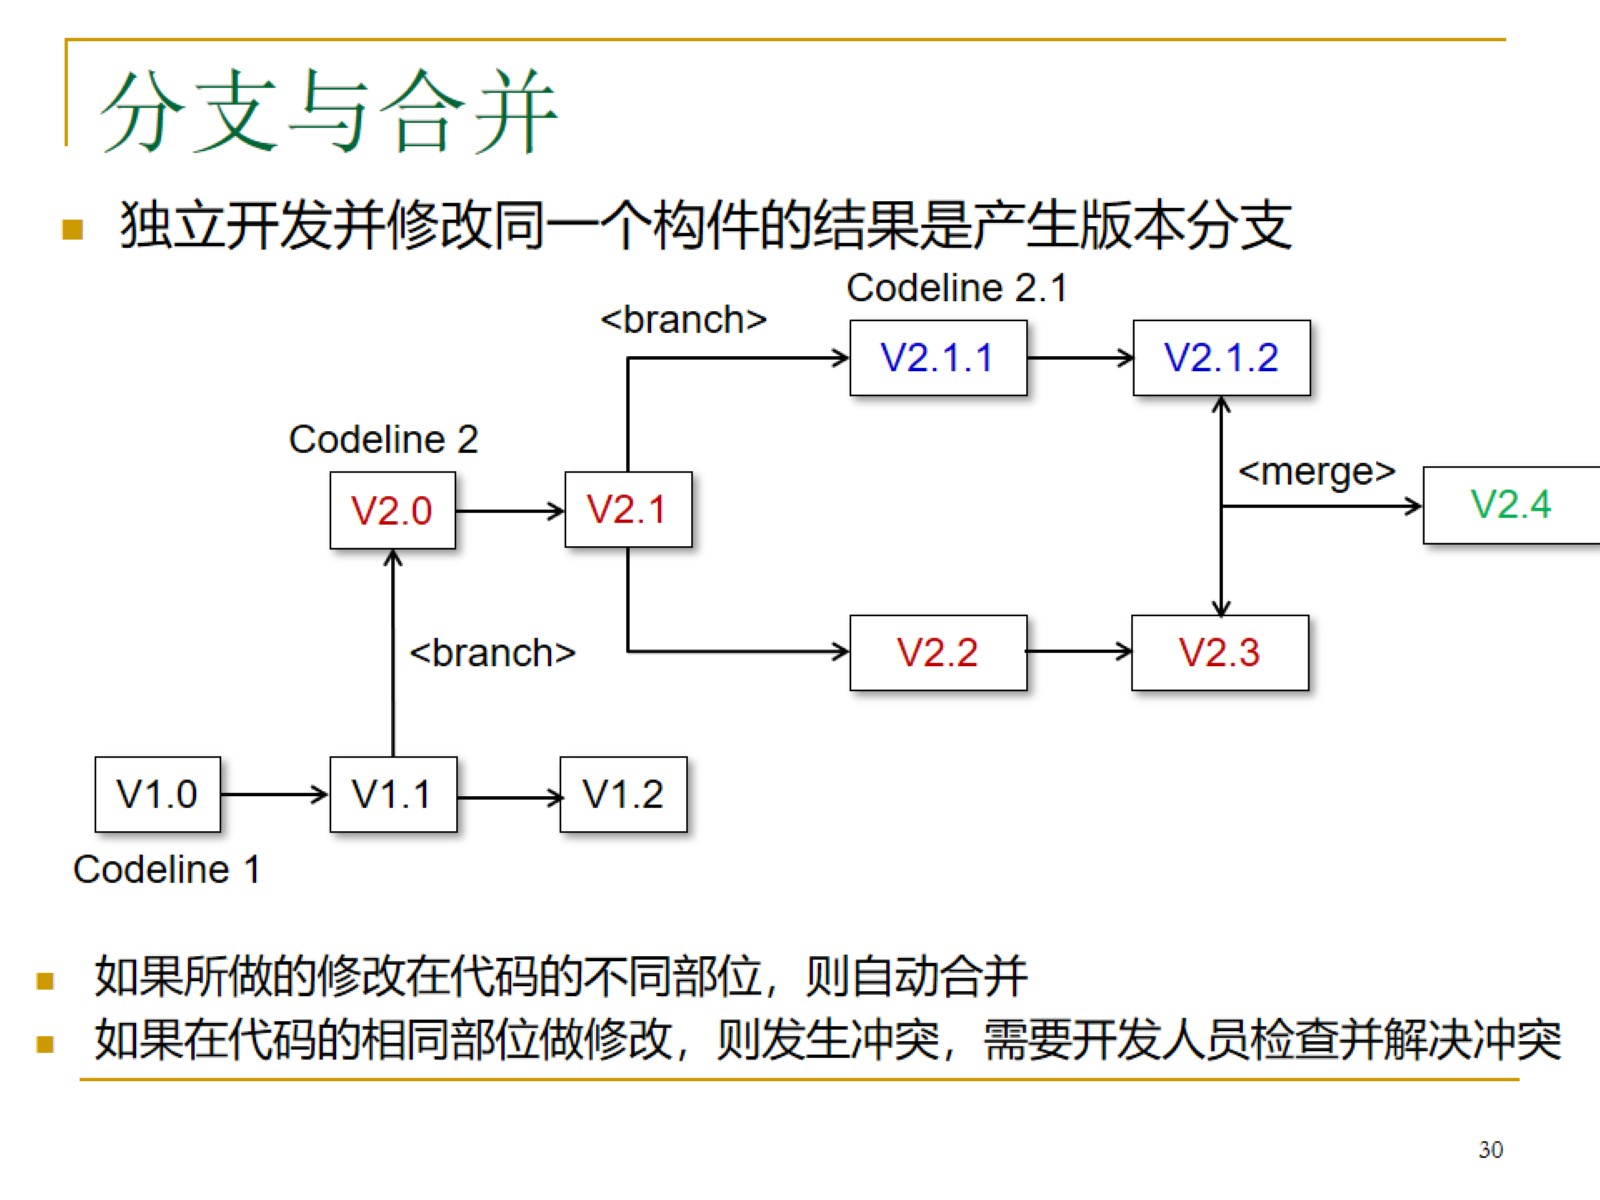 分支与合并
独立开发并修改同一个构件的结果是产生版本分支
Codeline 2.1
<branch>
V2.1.1
V2.1.2
Codeline 2
<merge>
V2.0
V2.1
V2.4
<branch>
V2.2
V2.3
V1.0
V1.1
V1.2
Codeline 1
如果所做的修改在代码的不同部位，则自动合并
如果在代码的相同部位做修改，则发生冲突，需要开发人员检查并解决冲突
30